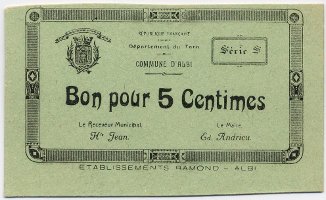 RÉPUBLIQUE FRANÇAISE
Département du Tarn
COMMUNE D'ALBI
Série S
Bon pour 5 Centimes
Le Receveur Municipal,
Le Maire,
Hri Jean.
Ed. Andrieu.
ETABLISSEMENTS RAMOND - ALBI